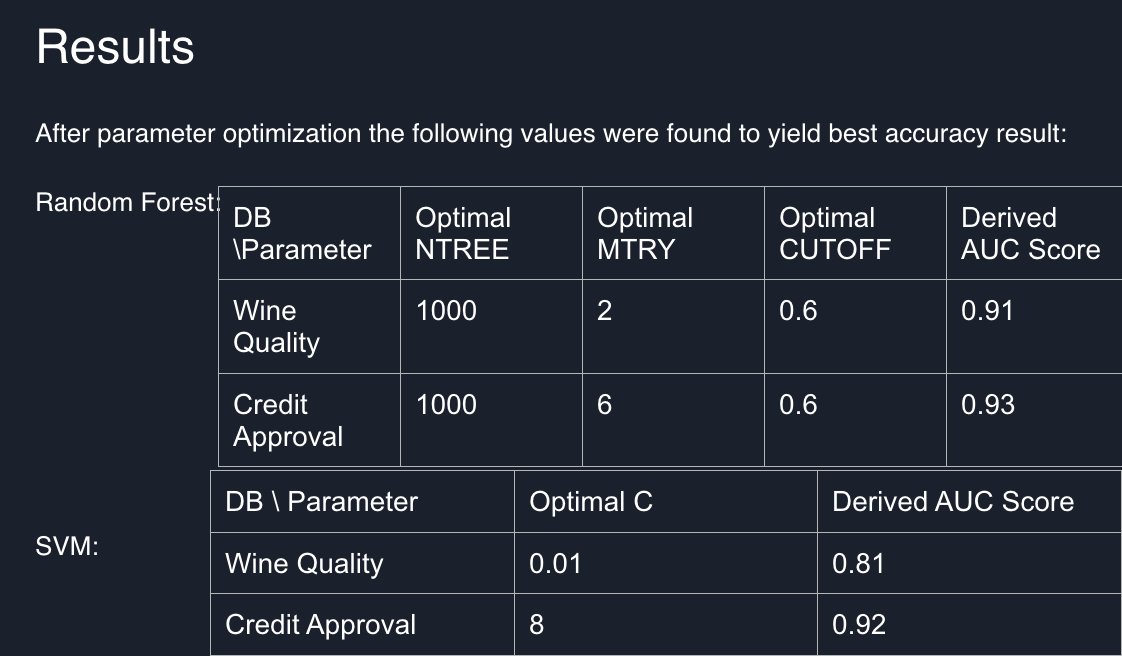 Results
After parameter optimization the following values were found to yield best accuracy result:
Random Forest:
DB
\Parameter
Optimal
NTREE
Optimal
MTRY
Optimal
CUTOFF
Derived
AUC Score
Wine
Quality
1000
2
0.6
0.91
Credit
Approval
1000
6
0.6
0.93
SVM:
DB \ Parameter
Optimal C
Derived AUC Score
Wine Quality
0.01
0.81
Credit Approval
8
0.92